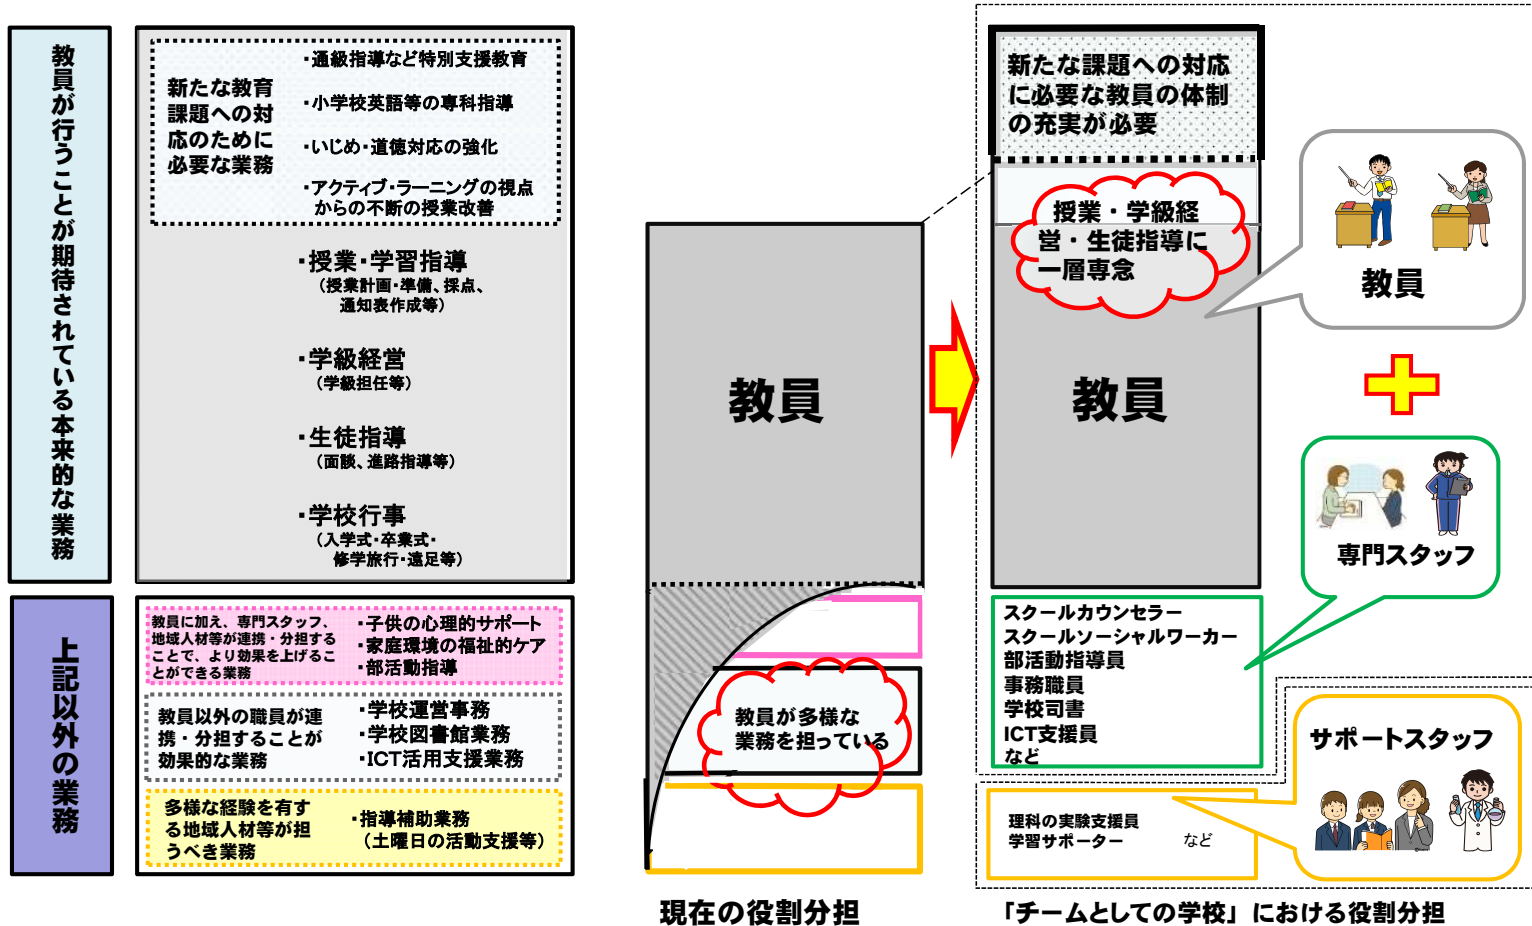 教員が行うことが期待されている本来的な業務
新たな教育
課題への対
応のために
必要な業務
・通級指導など特別支援教育
・小学校英語等の専科指導
・いじめ・道徳対応の強化
・アクティブ・ラーニングの視点
からの不断の授業改善
・授業・学習指導
（授業計画・準備、採点、
通知表作成等）
・学級経営
（学級担任等）
・生徒指導
（面談、進路指導等）
・学校行事
（入学式・卒業式・
修学旅行・遠足等）
上記以外の業務
教員に加え、専門スタッフ、
地域人材等が連携・分担する
ことで、より効果を上げるこ
とができる業務
・子供の心理的サポート
・家庭環境の福祉的ケア
・部活動指導
教員以外の職員が連
携・分担することが
効果的な業務
・学校運営事務
・学校図書館業務
・ICT活用支援業務
多様な経験を有す
る地域人材等が担
うべき業務
・指導補助業務
（土曜日の活動支援等）
教員
教員が多様な
業務を担っている
現在の役割分担
新たな課題への対応
に必要な教員の体制
の充実が必要
授業・学級経
営・生徒指導に
一層専念
教員
教員
専門スタッフ
スクールカウンセラー
スクールソーシャルワーカー
部活動指導員
事務職員
学校司書
ICT支援員
など
サポートスタッフ
理科の実験支援員
学習サポーター など
「チームとしての学校」における役割分担